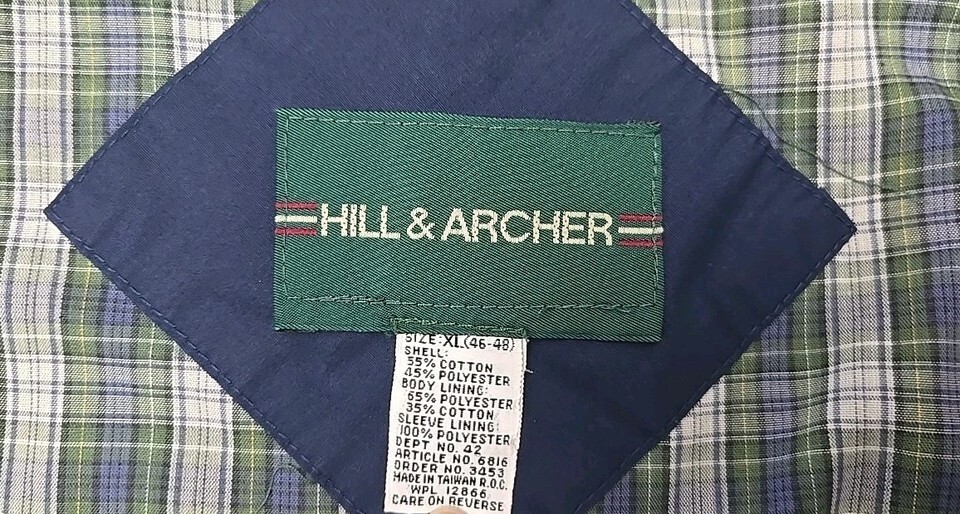 HILL & ARCHER
SIZE: XL (46-48)
SHELL:
55% COTTON
45% POLYESTER
BODY LINING:
65% POLYESTER
35% COTTON
SLEEVE LINING:
100% POLYESTER
DEPT NO. 42
ARTICLE NO. 6816
ORDER NO. 3453
MADE IN TAIWAN R.O.C.
WPL 12866
CARE ON REVERSE